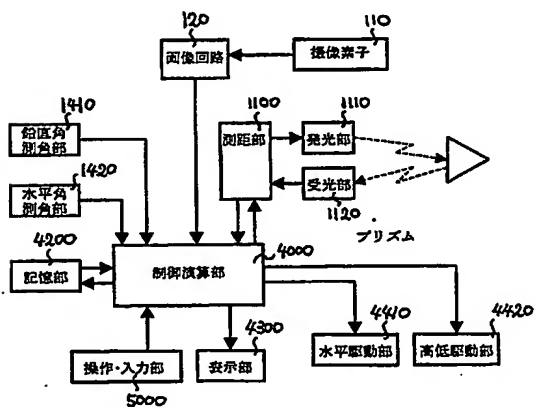 120
110
画像回路
撮像素子
1410
1100
1110
鉛直角
測角部
測距部
発光部
1420
水平角
測角部
受光部
1120
プリズム
4200
4000
記憶部
制御演算部
4300
4410
4420
操作・入力部
表示部
水平駆動部
高低駆動部
5000